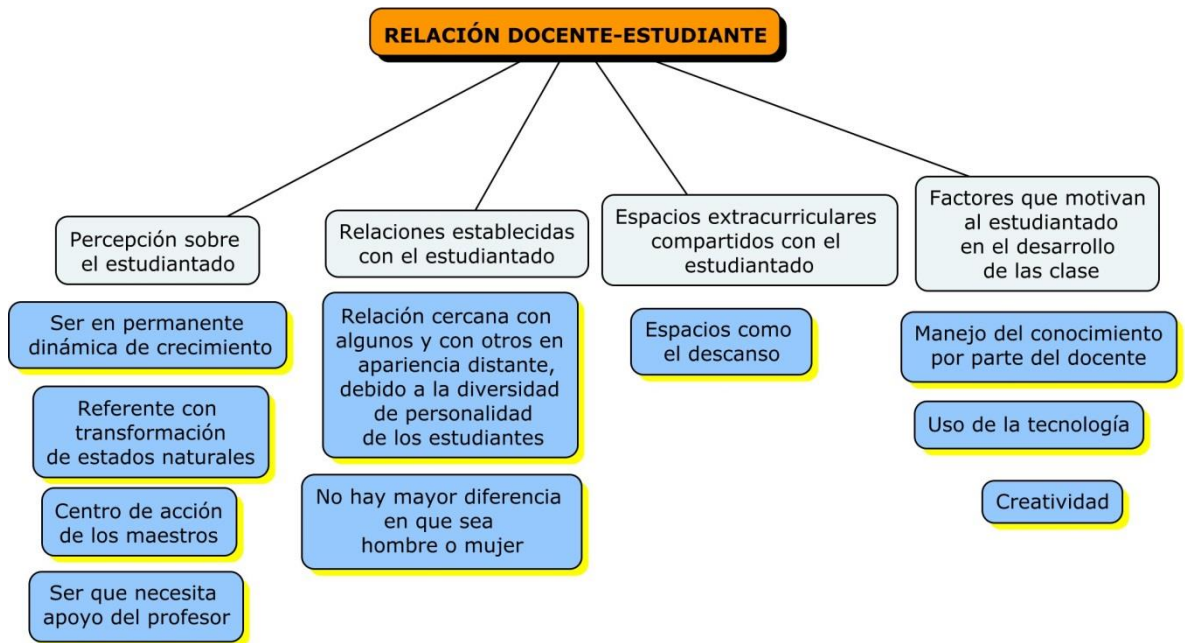 RELACIÓN DOCENTE-ESTUDIANTE
Percepción sobre
el estudiantado
Ser en permanente
dinámica de crecimiento
Referente con
transformación
de estados naturales
Centro de acción
de los maestros
Ser que necesita
apoyo del profesor
Relaciones establecidas
con el estudiantado
Relación cercana con
algunos y con otros en
apariencia distante,
debido a la diversidad
de personalidad
de los estudiantes
No hay mayor diferencia
en que sea
hombre o mujer
Espacios extracurriculares
compartidos con el
estudiantado
Espacios como
el descanso
Factores que motivan
al estudiantado
en el desarrollo
de las clase
Manejo del conocimiento
por parte del docente
Uso de la tecnología
Creatividad